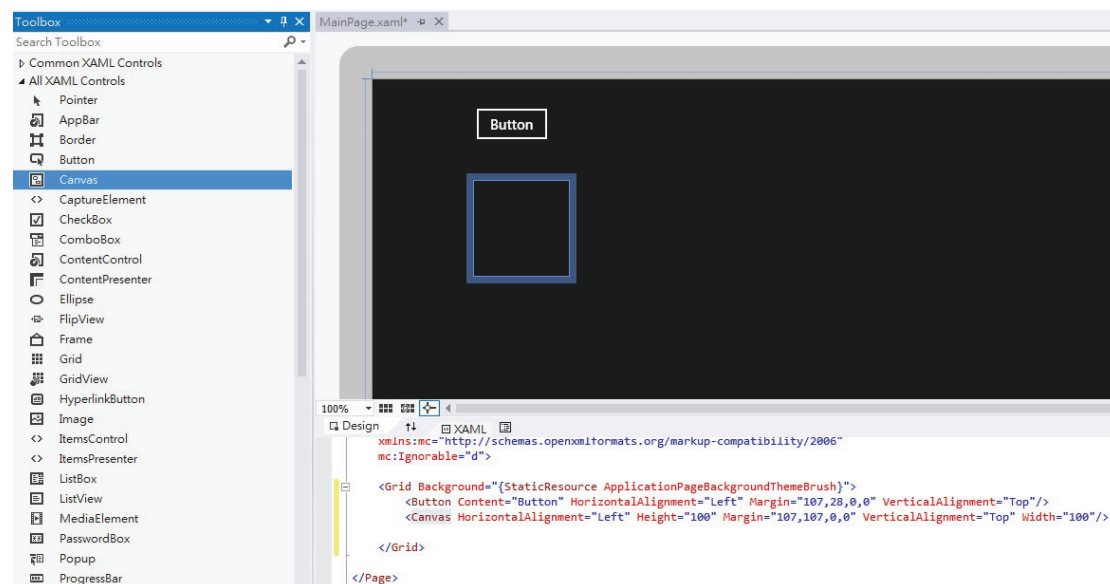 Toolbox
Search Toolbox
Common XAML Controls
All XAML Controls
Pointer
AppBar
Border
Button
Canvas
CaptureElement
CheckBox
ComboBox
ContentControl
ContentPresenter
Ellipse
FlipView
Frame
Grid
GridView
HyperlinkButton
Image
ItemsControl
ItemsPresenter
ListBox
ListView
MediaElement
PasswordBox
Popup
ProgressBar
MainPage.xaml*
Button
100%
Design XAML
xmlns:mc="http://schemas.openxmlformats.org/markup-compatibility/2006"
mc:Ignorable="d">
<Grid Background="{StaticResource ApplicationPageBackgroundThemeBrush}">
<Button Content="Button" HorizontalAlignment="Left" Margin="107,28,0,0" VerticalAlignment="Top"/>
<Canvas HorizontalAlignment="Left" Height="100" Margin="107,107,0,0" VerticalAlignment="Top" Width="100"/>
</Grid>
</Page>